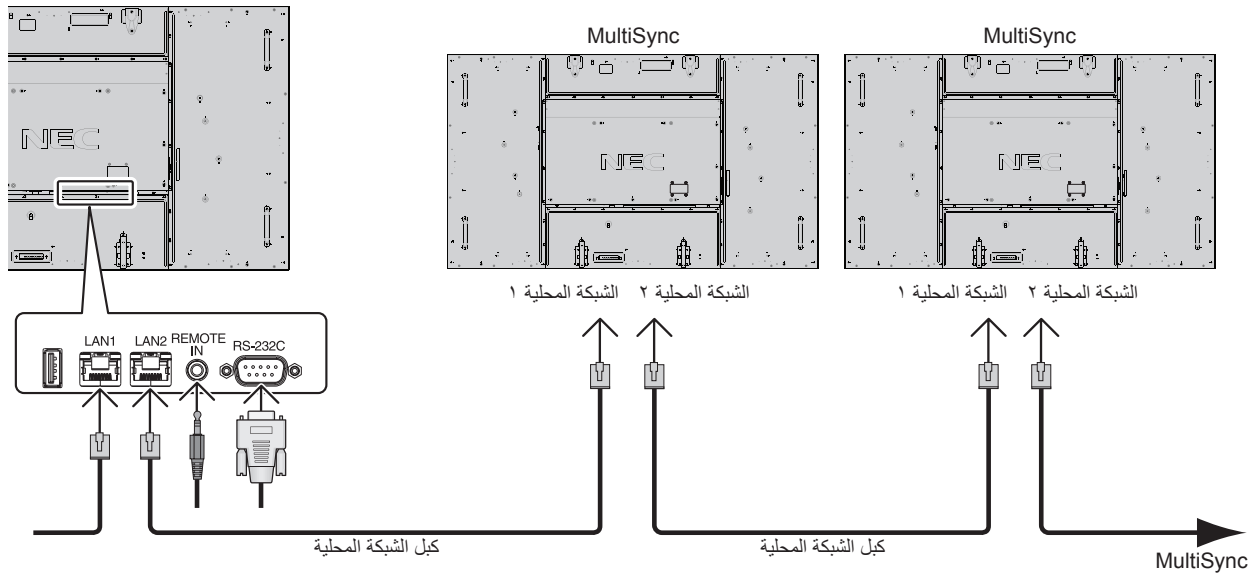 MultiSync
MultiSync
NEC
NEC
NEC
الشبكة المحلية ١
الشبكة المحلية ٢
الشبكة المحلية ١
الشبكة المحلية ٢
LAN1
LAN2
REMOTE
IN
RS-232C
كبل الشبكة المحلية
كبل الشبكة المحلية
MultiSync